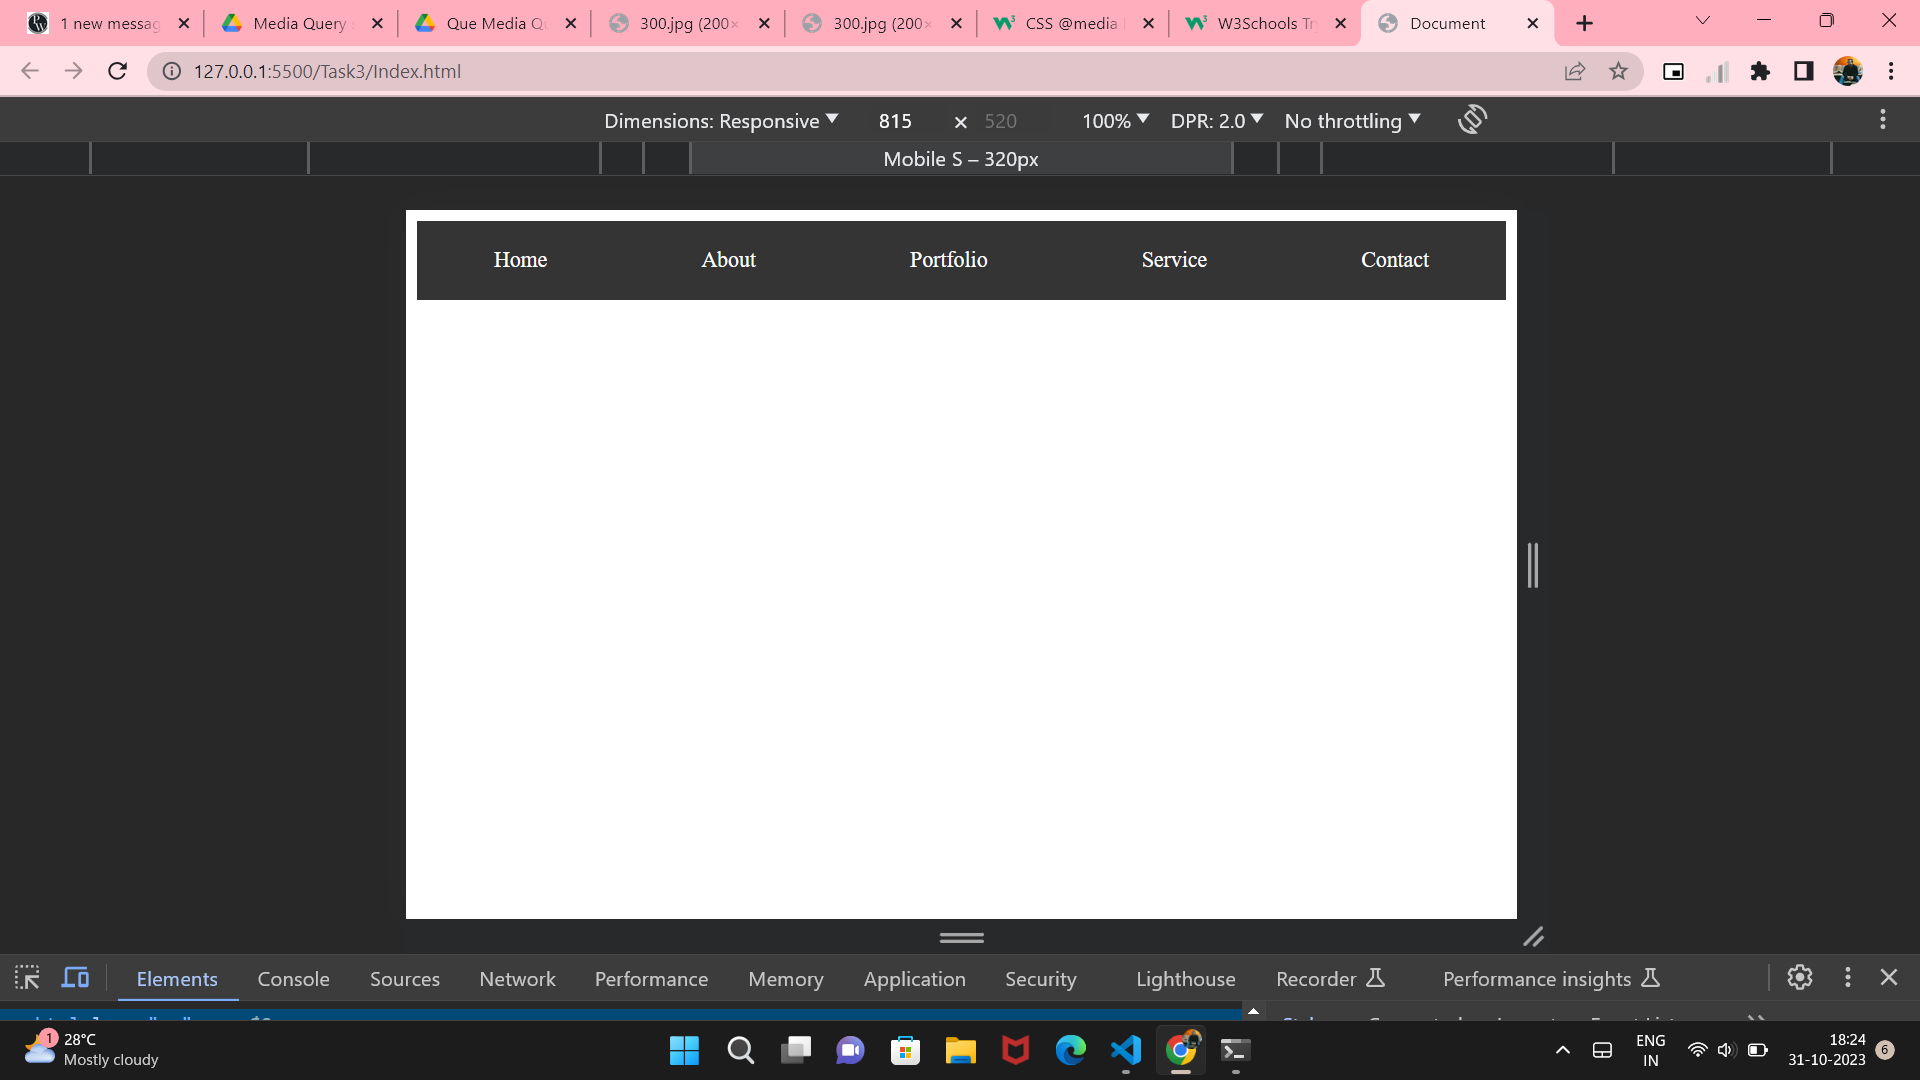 1 new messag
Media Query
Que Media Q
300.jpg (200×
300.jpg (200×
CSS @media
W3Schools Tr
Document
127.0.0.1:5500/Task3/Index.html
Dimensions: Responsive 815 × 520 100% DPR: 2.0 No throttling
Mobile S – 320px
Home About Portfolio Service Contact
Elements Console Sources Network Performance Memory Application Security Lighthouse Recorder Performance insights
1
28°C
Mostly cloudy
ENG
IN
18:24
31-10-2023
6